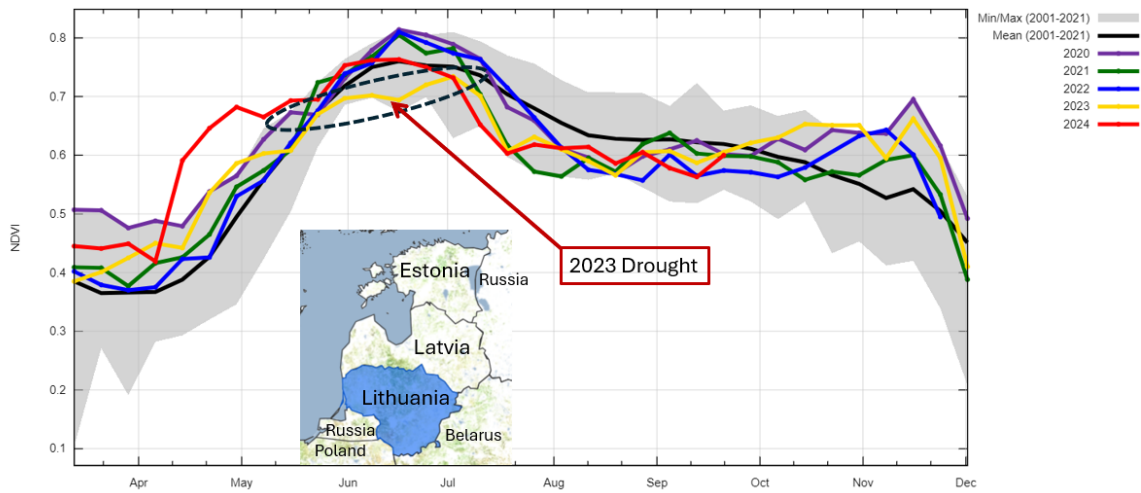 Min/Max (2001-2021)
Mean (2001-2021)
2020
2021
2022
2023
2024
NDVI
0.8
0.7
0.6
0.5
0.4
0.3
0.2
0.1
2023 Drought
Estonia
Russia
Latvia
Lithuania
Russia
Poland
Belarus
Apr May Jun Jul Aug Sep Oct Nov Dec